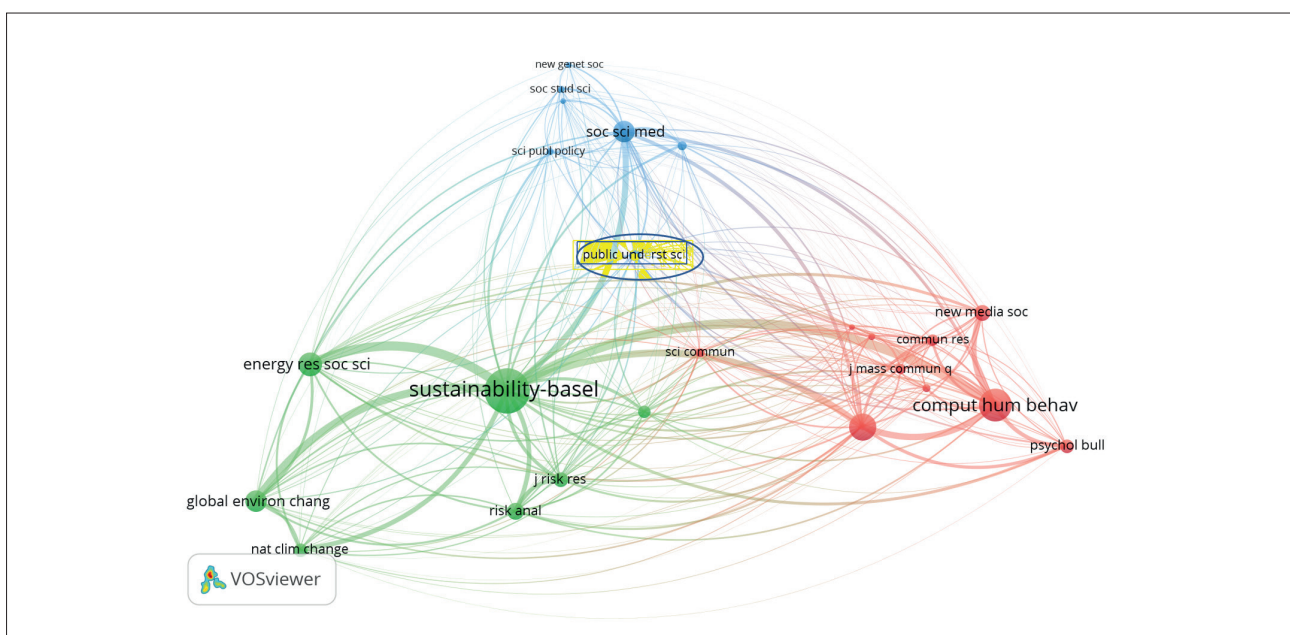 new genet soc
soc stud sci
soc sci med
sci publ policy
public underst sci
new media soc
commun res
sci commun
energy res soc sci
j mass commun q
sustainability-basel
comput hum behav
psychol bull
j risk res
global environ chang
risk anal
nat clim change
VOSviewer